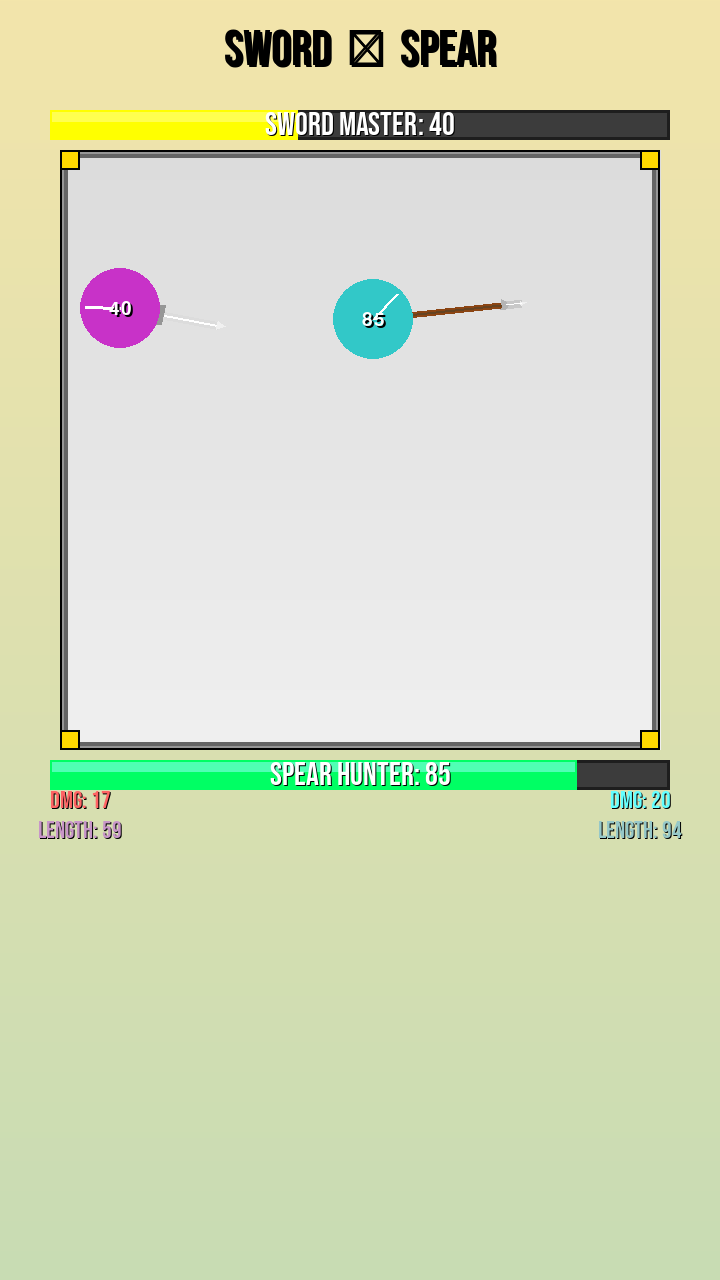 SWORD SPEAR
SWORD MASTER: 40
40
85
SPEAR HUNTER: 85
DMG: 17
DMG: 20
LENGTH: 59
LENGTH: 94